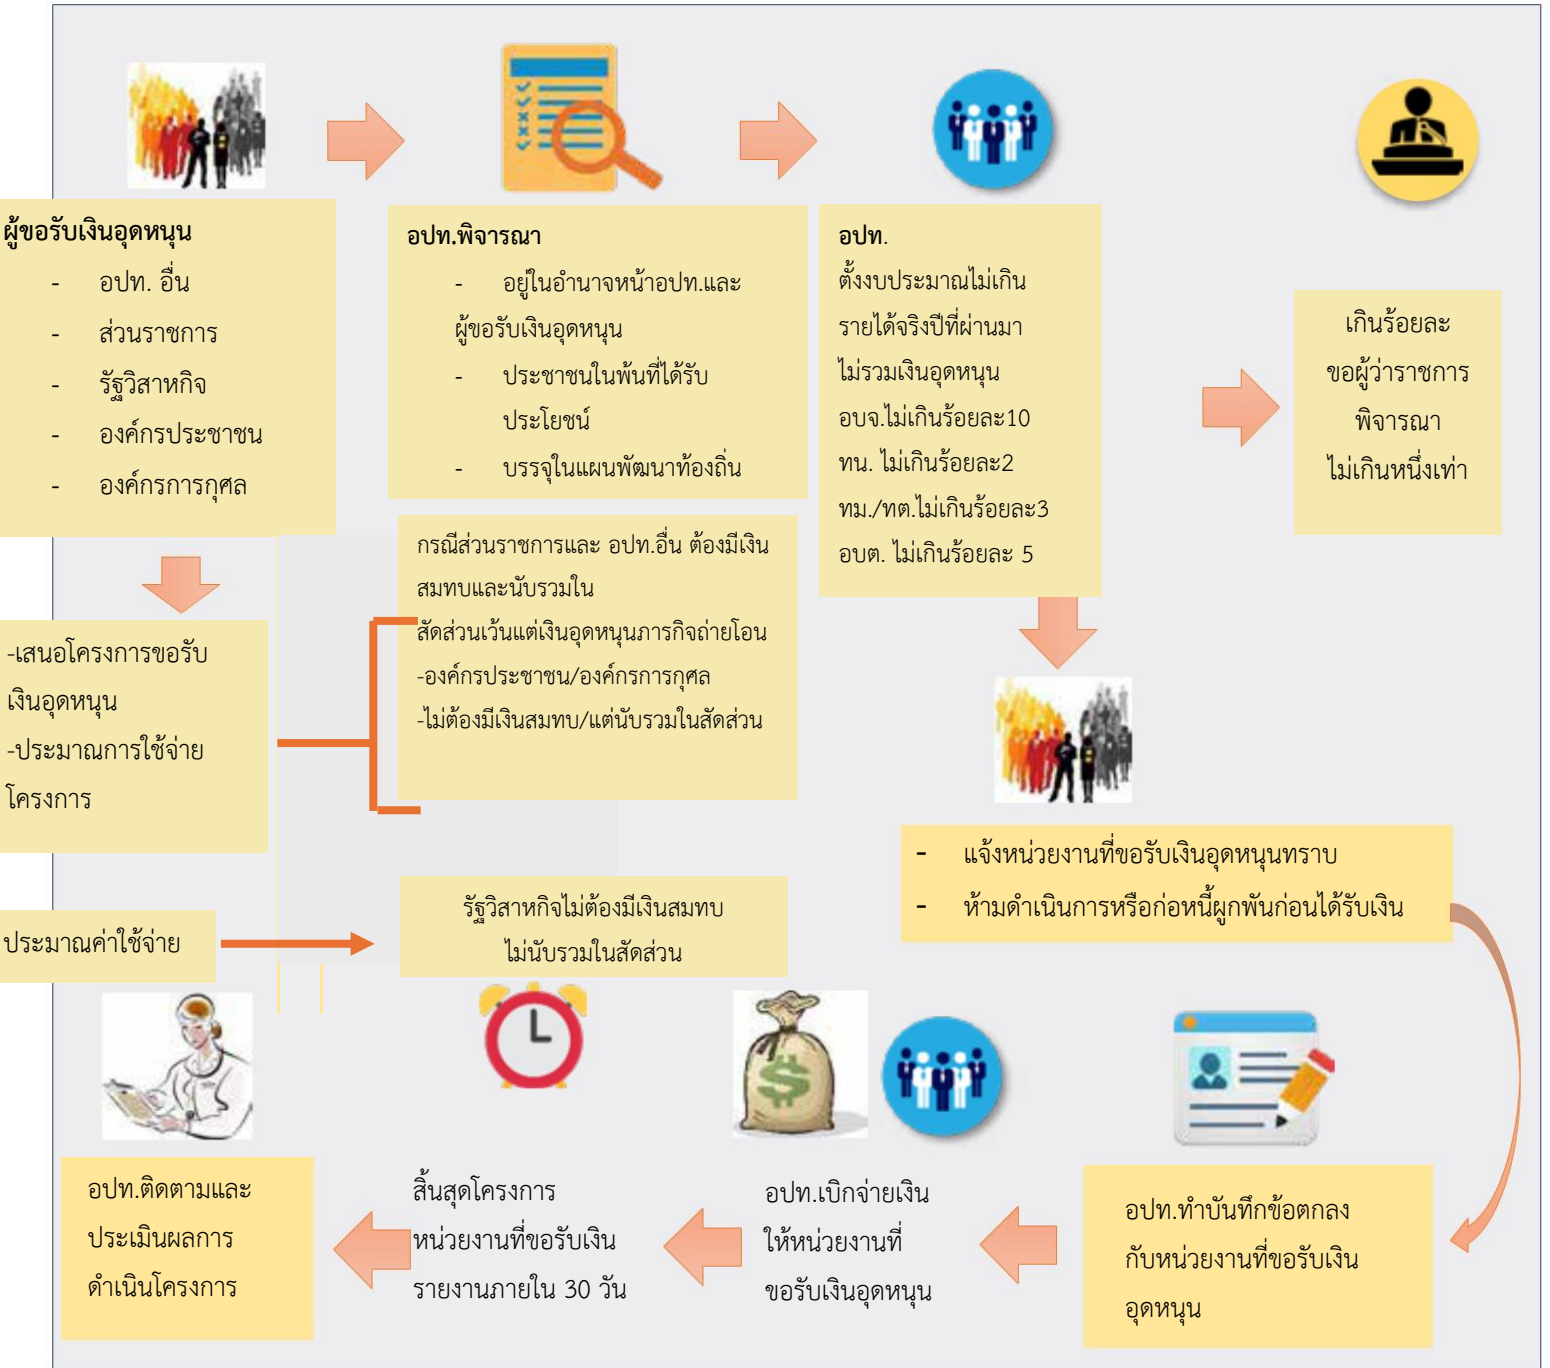 ผู้ขอรับเงินอุดหนุน
- อปท. อื่น
- ส่วนราชการ
- รัฐวิสาหกิจ
- องค์กรประชาชน
- องค์กรการกุศล
อปท.พิจารณา
- อยู่ในอำนาจหน้าอปท.และ
ผู้ขอรับเงินอุดหนุน
- ประชาชนในพ้นที่ได้รับ
ประโยชน์
- บรรจุในแผนพัฒนาท้องถิ่น
อปท.
ตั้งงบประมาณไม่เกิน
รายได้จริงปีที่ผ่านมา
ไม่รวมเงินอุดหนุน
อบจ.ไม่เกินร้อยละ10
ทน. ไม่เกินร้อยละ2
ทม./ทต.ไม่เกินร้อยละ3
อบต. ไม่เกินร้อยละ 5
เกินร้อยละ
ขอผู้ว่าราชการ
พิจารณา
ไม่เกินหนึ่งเท่า
กรณีส่วนราชการและ อปท.อื่น ต้องมีเงิน
สมทบและนับรวมใน
สัดส่วนเว้นแต่เงินอุดหนุนภารกิจถ่ายโอน
-องค์กรประชาชน/องค์กรการกุศล
-ไม่ต้องมีเงินสมทบ/แต่นับรวมในสัดส่วน
-เสนอโครงการขอรับ
เงินอุดหนุน
-ประมาณการใช้จ่าย
โครงการ
- แจ้งหน่วยงานที่ขอรับเงินอุดหนุนทราบ
- ห้ามดำเนินการหรือก่อหนี้ผูกพันก่อนได้รับเงิน
ประมาณค่าใช้จ่าย
รัฐวิสาหกิจไม่ต้องมีเงินสมทบ
ไม่นับรวมในสัดส่วน
อปท.ทำบันทึกข้อตกลง
กับหน่วยงานที่ขอรับเงิน
อุดหนุน
อปท.เบิกจ่ายเงิน
ให้หน่วยงานที่
ขอรับเงินอุดหนุน
สิ้นสุดโครงการ
หน่วยงานที่ขอรับเงิน
รายงานภายใน 30 วัน
อปท.ติดตามและ
ประเมินผลการ
ดำเนินโครงการ